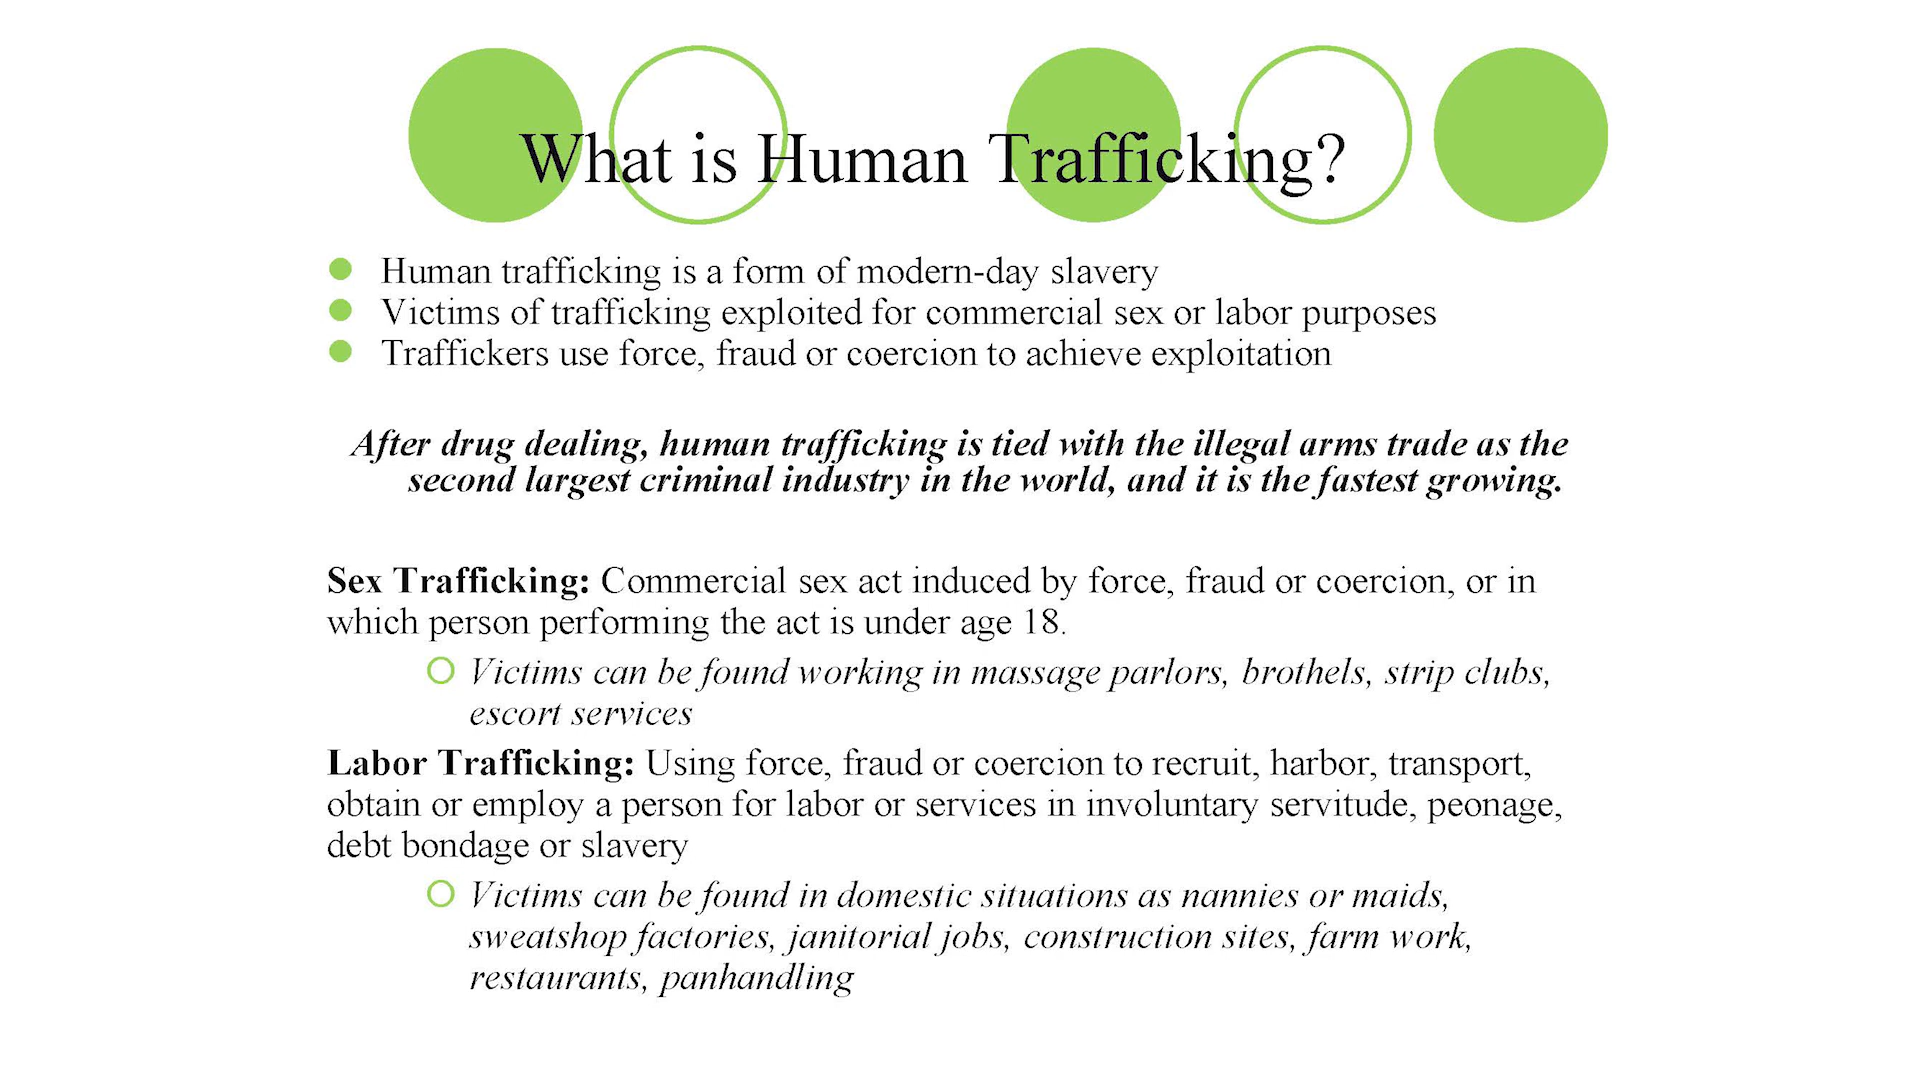 What is Human Trafficking?
Human trafficking is a form of modern-day slavery
Victims of trafficking exploited for commercial sex or labor purposes
Traffickers use force, fraud or coercion to achieve exploitation
After drug dealing, human trafficking is tied with the illegal arms trade as the
second largest criminal industry in the world, and it is the fastest growing.
Sex Trafficking: Commercial sex act induced by force, fraud or coercion, or in
which person performing the act is under age 18.
Victims can be found working in massage parlors, brothels, strip clubs,
escort services
Labor Trafficking: Using force, fraud or coercion to recruit, harbor, transport,
obtain or employ a person for labor or services in involuntary servitude, peonage,
debt bondage or slavery
Victims can be found in domestic situations as nannies or maids,
sweatshop factories, janitorial jobs, construction sites, farm work,
restaurants, panhandling